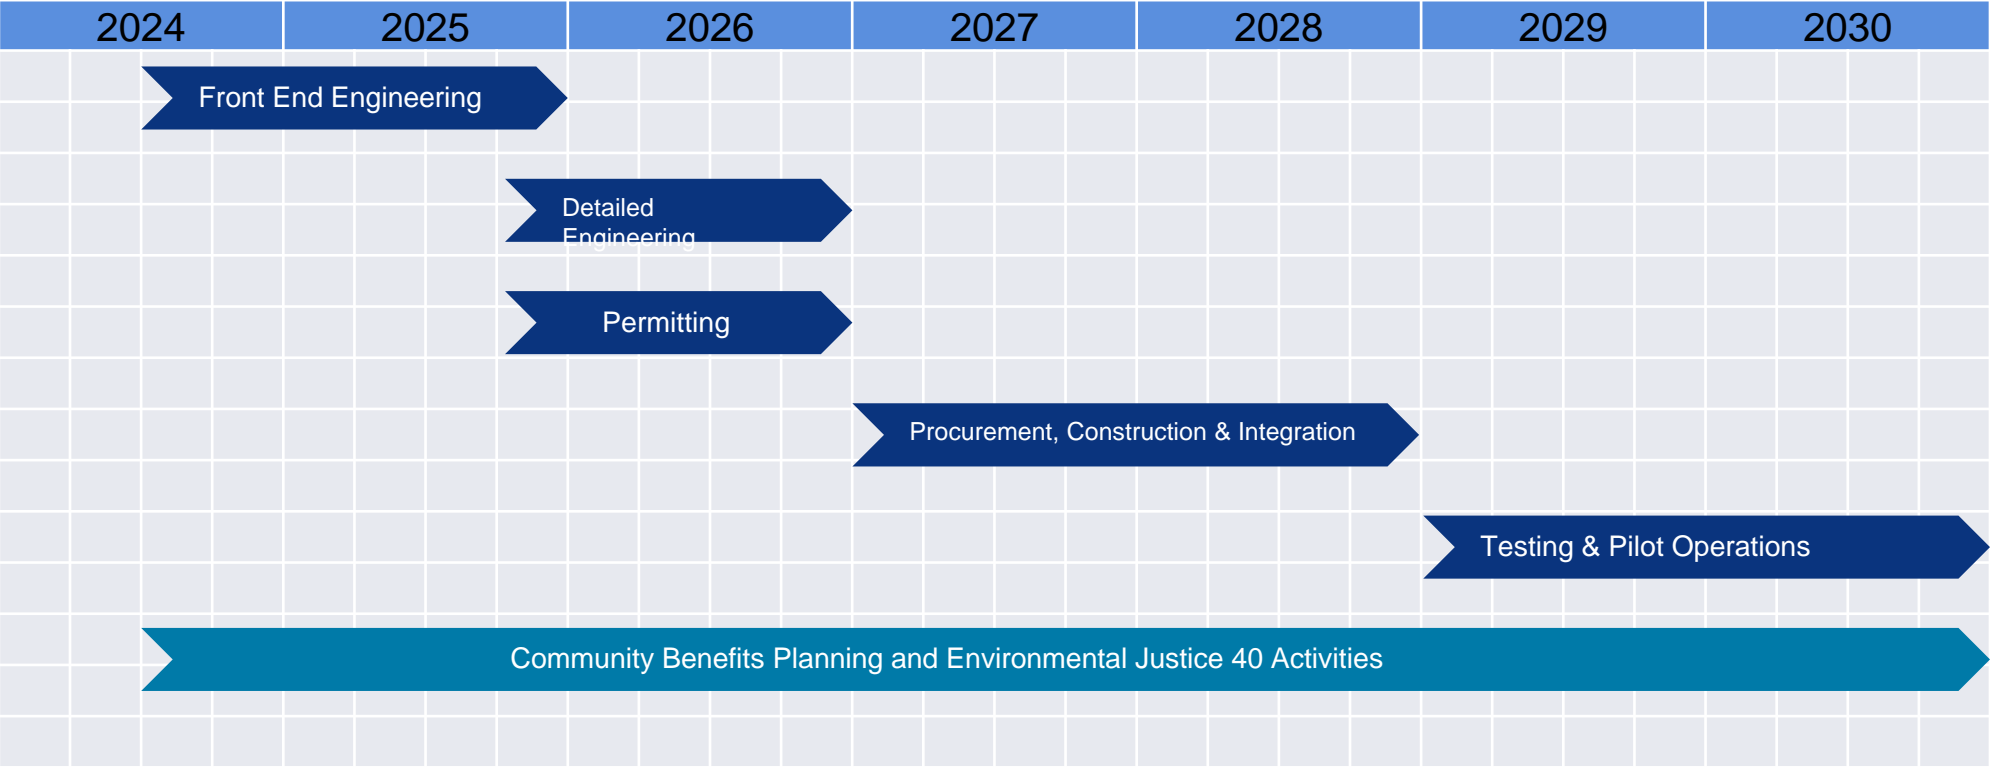 2024 2025 2026 2027 2028 2029 2030
Front End Engineering
Detailed
Engineering
Permitting
Procurement, Construction & Integration
Testing & Pilot Operations
Community Benefits Planning and Environmental Justice 40 Activities